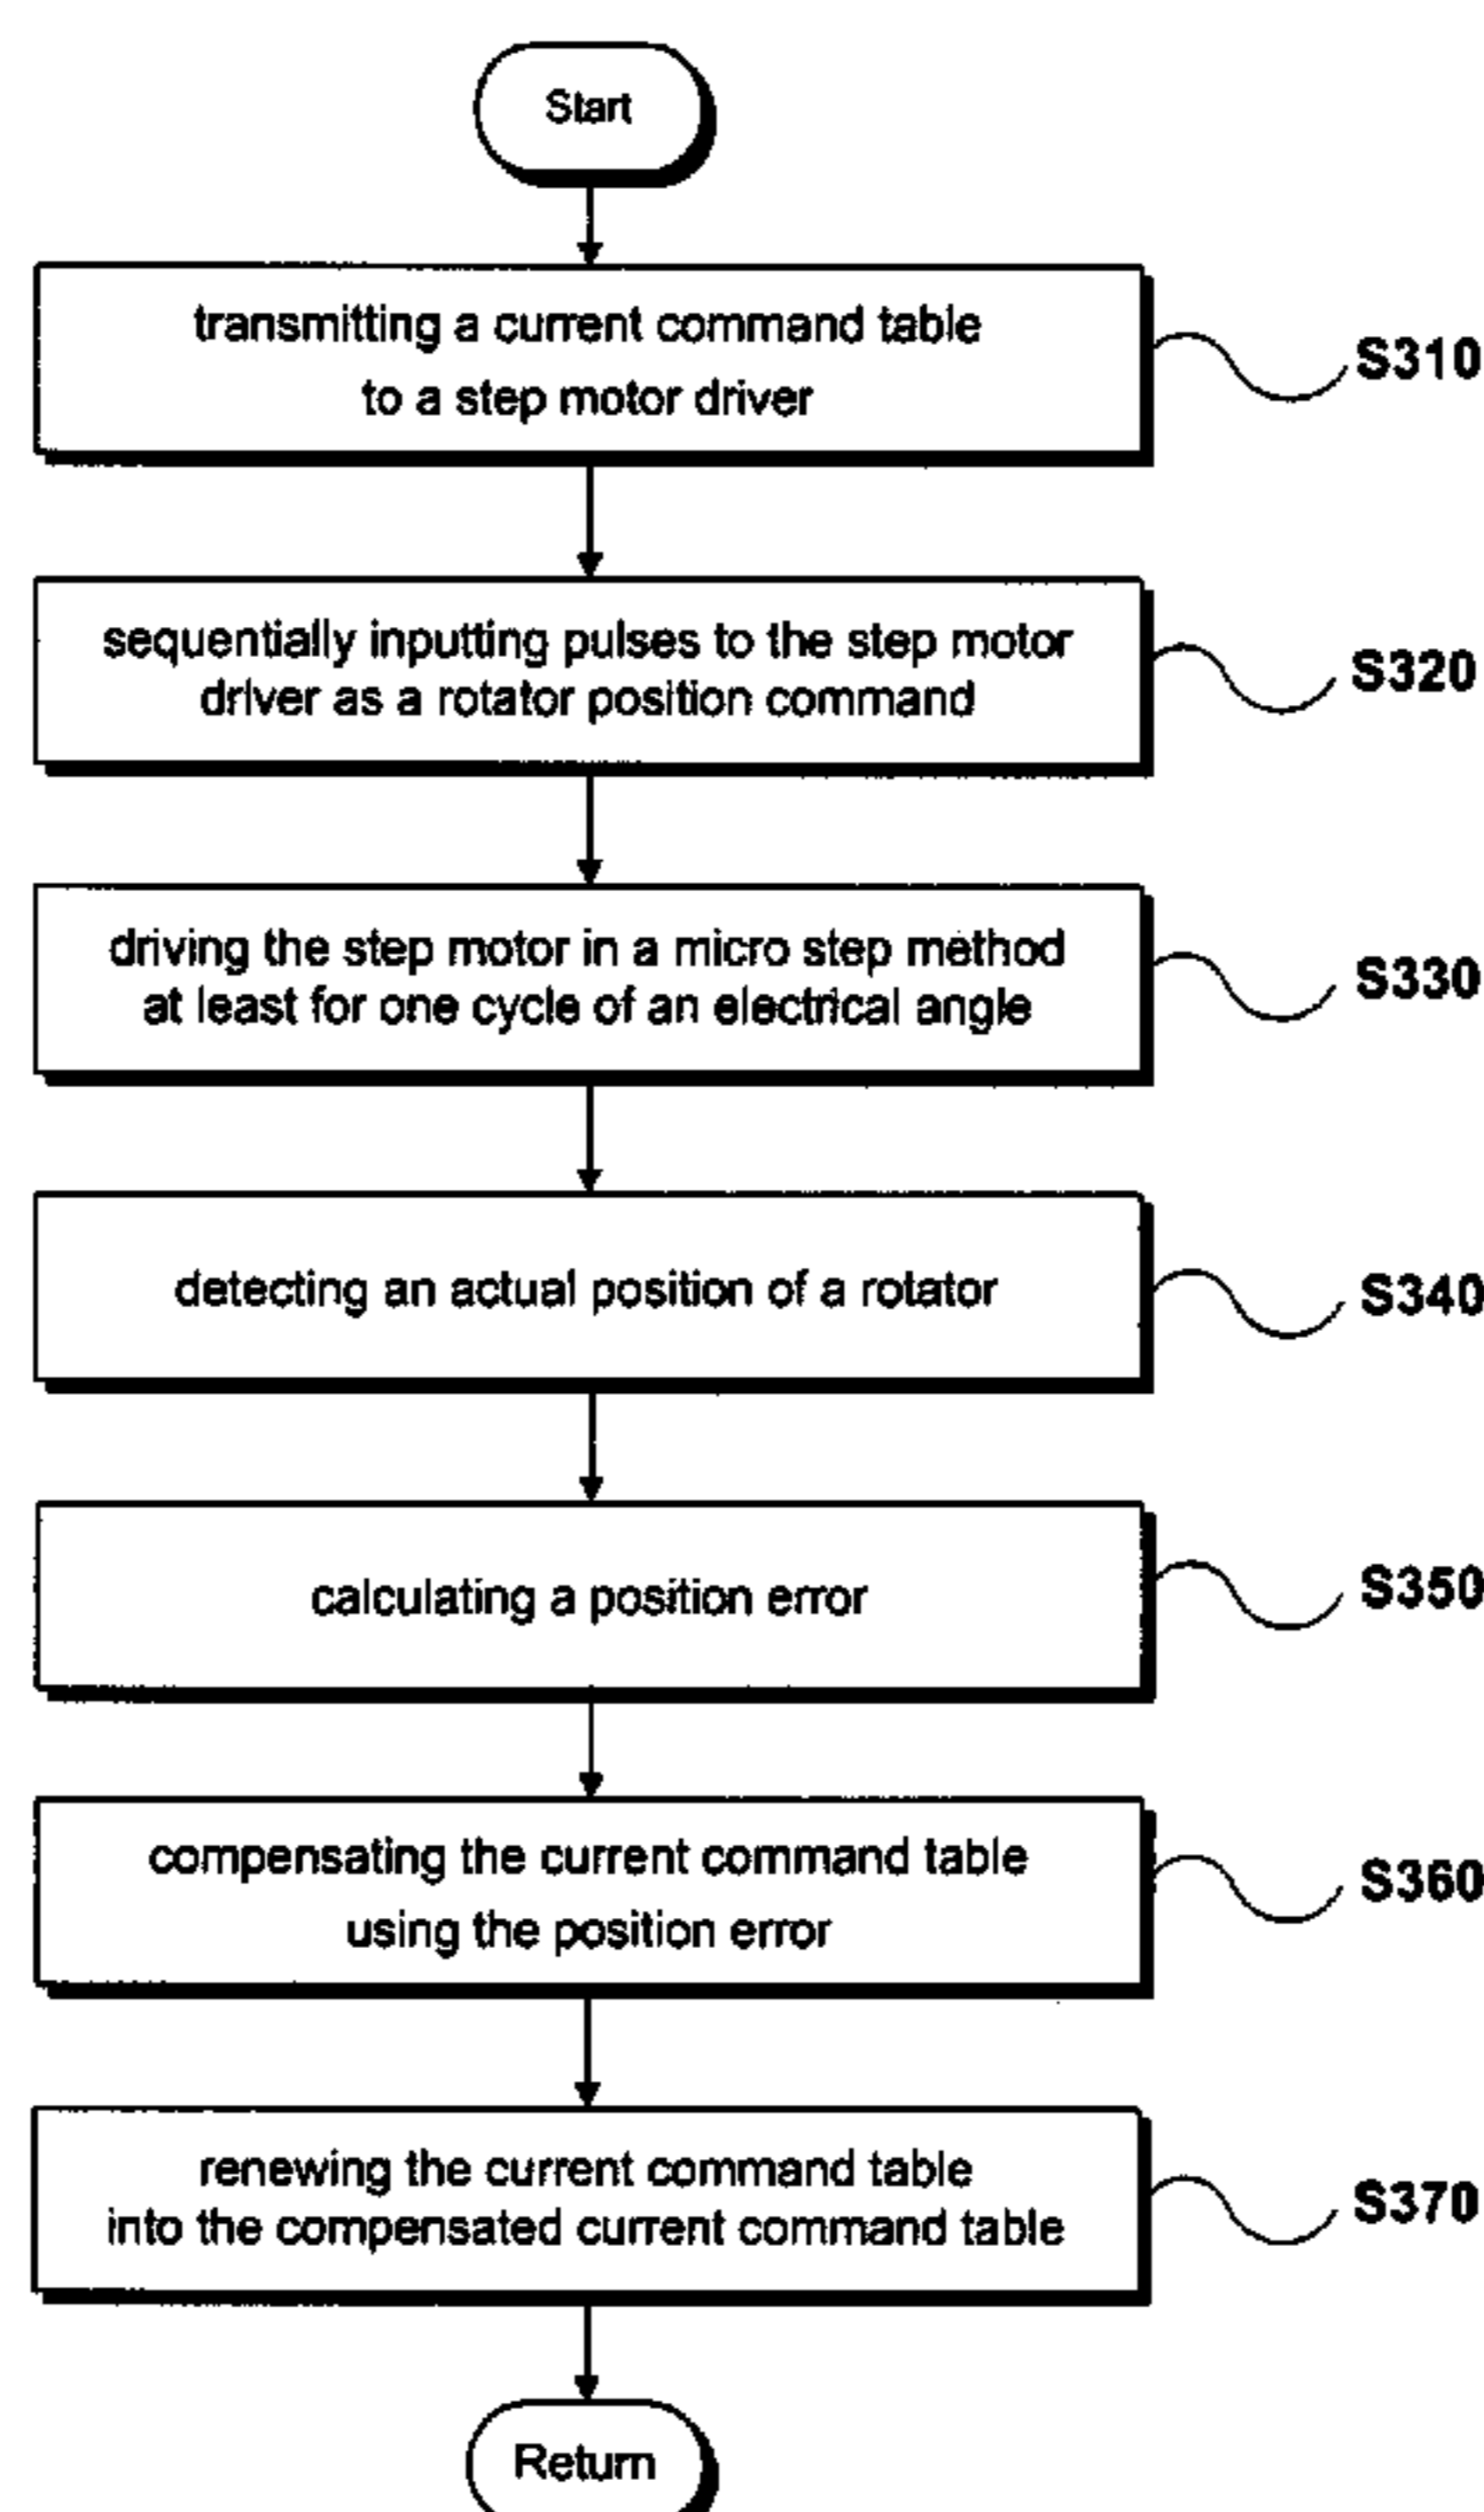 Start
transmitting a current command table
to a step motor driver
S310
sequentially inputting pulses to the step motor
driver as a rotator position command
S320
driving the step motor in a micro step method
at least for one cycle of an electrical angle
S330
detecting an actual position of a rotator
S340
calculating a position error
S350
compensating the current command table
using the position error
S360
renewing the current command table
into the compensated current command table
S370
Return